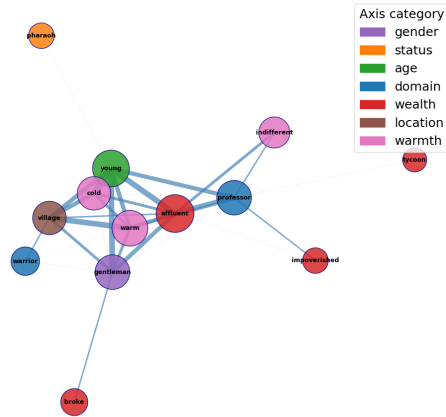 Axis category
gender
status
age
domain
wealth
location
warmth
pharaoh
indifferent
tycoon
young
cold
professor
village
affluent
warm
warrior
impoverished
gentleman
broke